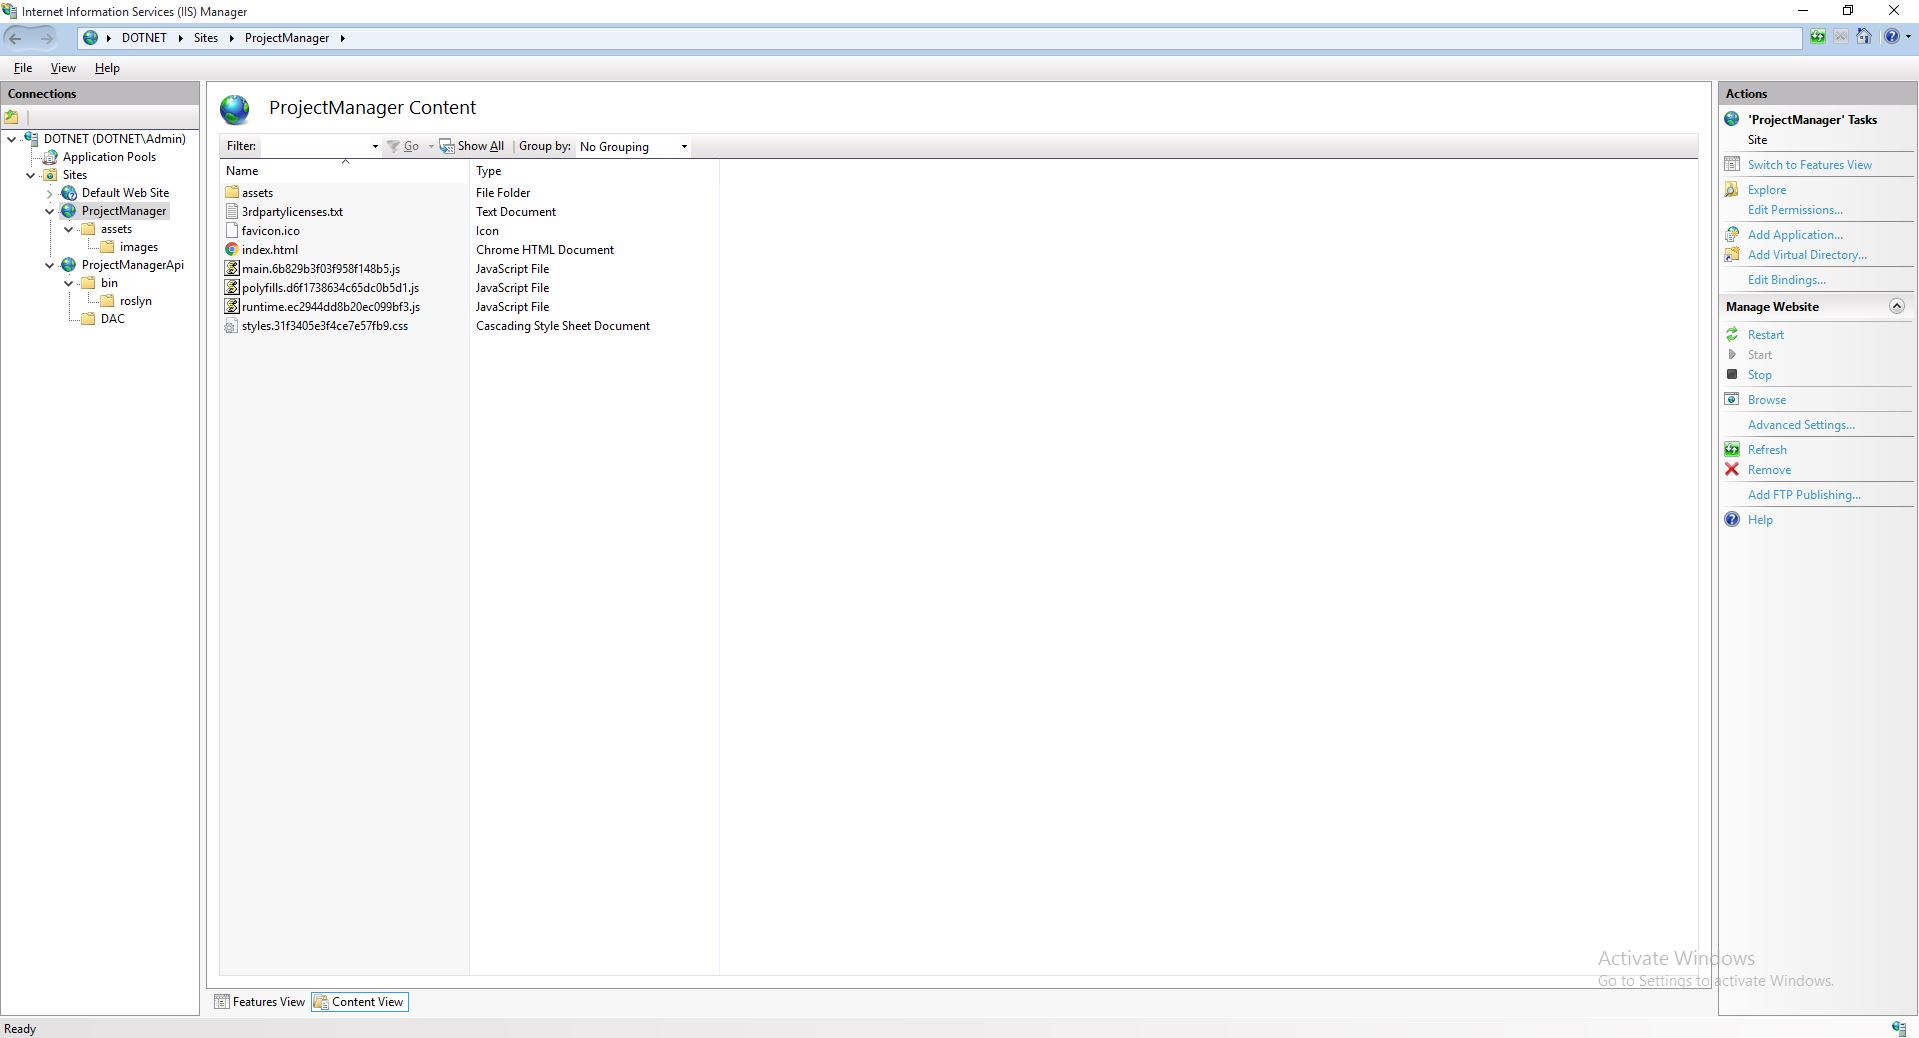 Internet Information Services (IIS) Manager
DOTNET Sites ProjectManager
File View Help
Connections
DOTNET (DOTNET\Admin)
Application Pools
Sites
Default Web Site
ProjectManager
assets
images
ProjectManagerApi
bin
roslyn
DAC
ProjectManager Content
Filter: Go Show All Group by: No Grouping
Name Type
assets File Folder
3rdpartylicenses.txt Text Document
favicon.ico Icon
index.html Chrome HTML Document
main.6b829b3f03f958f148b5.js JavaScript File
polyfills.d6f1738634c65dc0b5d1.js JavaScript File
runtime.ec2944dd8b20ec099bf3.js JavaScript File
styles.31f3405e3f4ce7e57fb9.css Cascading Style Sheet Document
Features View Content View
Actions
'ProjectManager' Tasks
Site
Switch to Features View
Explore
Edit Permissions...
Add Application...
Add Virtual Directory...
Edit Bindings...
Manage Website
Restart
Start
Stop
Browse
Advanced Settings...
Refresh
Remove
Add FTP Publishing...
Help
Activate Windows
Go to Settings to activate Windows.
Ready